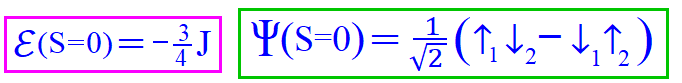 ℰ(S=0) = −3/4 J
Ψ(S=0) = 1/√2 (↑₁↓₂ − ↓₁↑₂)